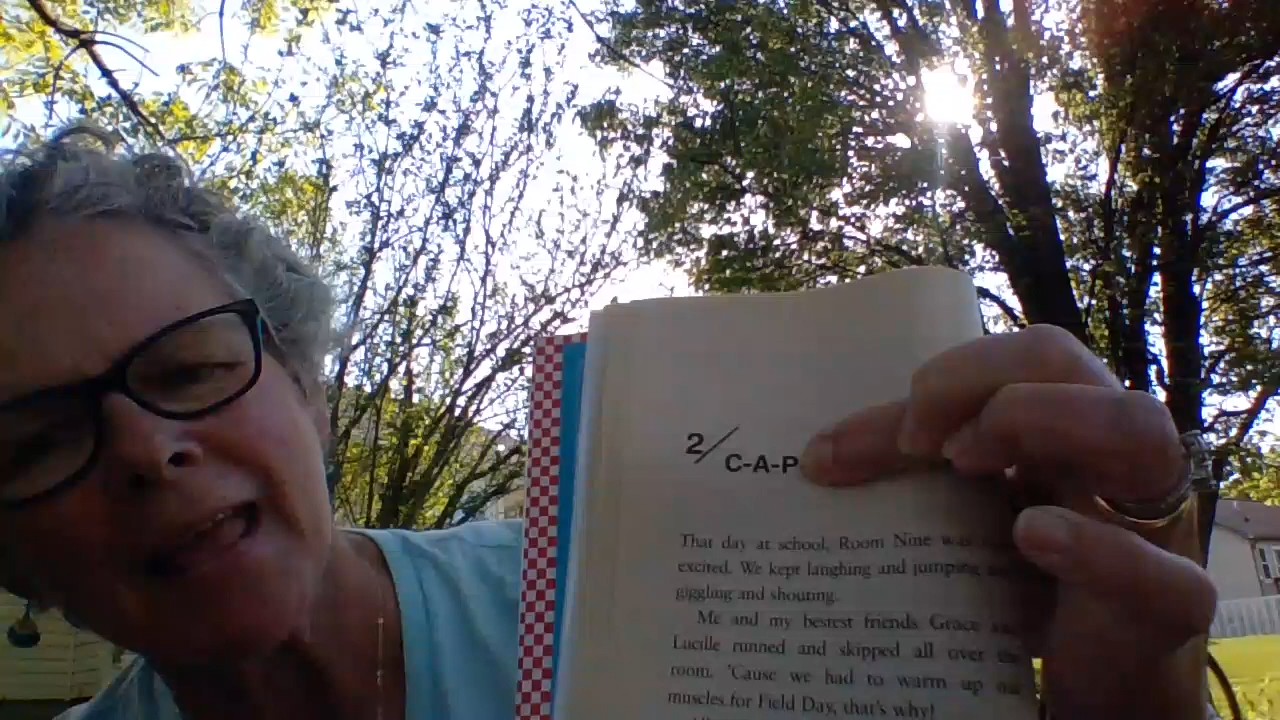 2/
C-A-P
That day at school, Room Nine was
excited. We kept laughing and jumping
giggling and shouting.
Me and my bestest friends Grace
Lucille runned and skipped all over the
room. 'Cause we had to warm up
muscles for Field Day, that's why!